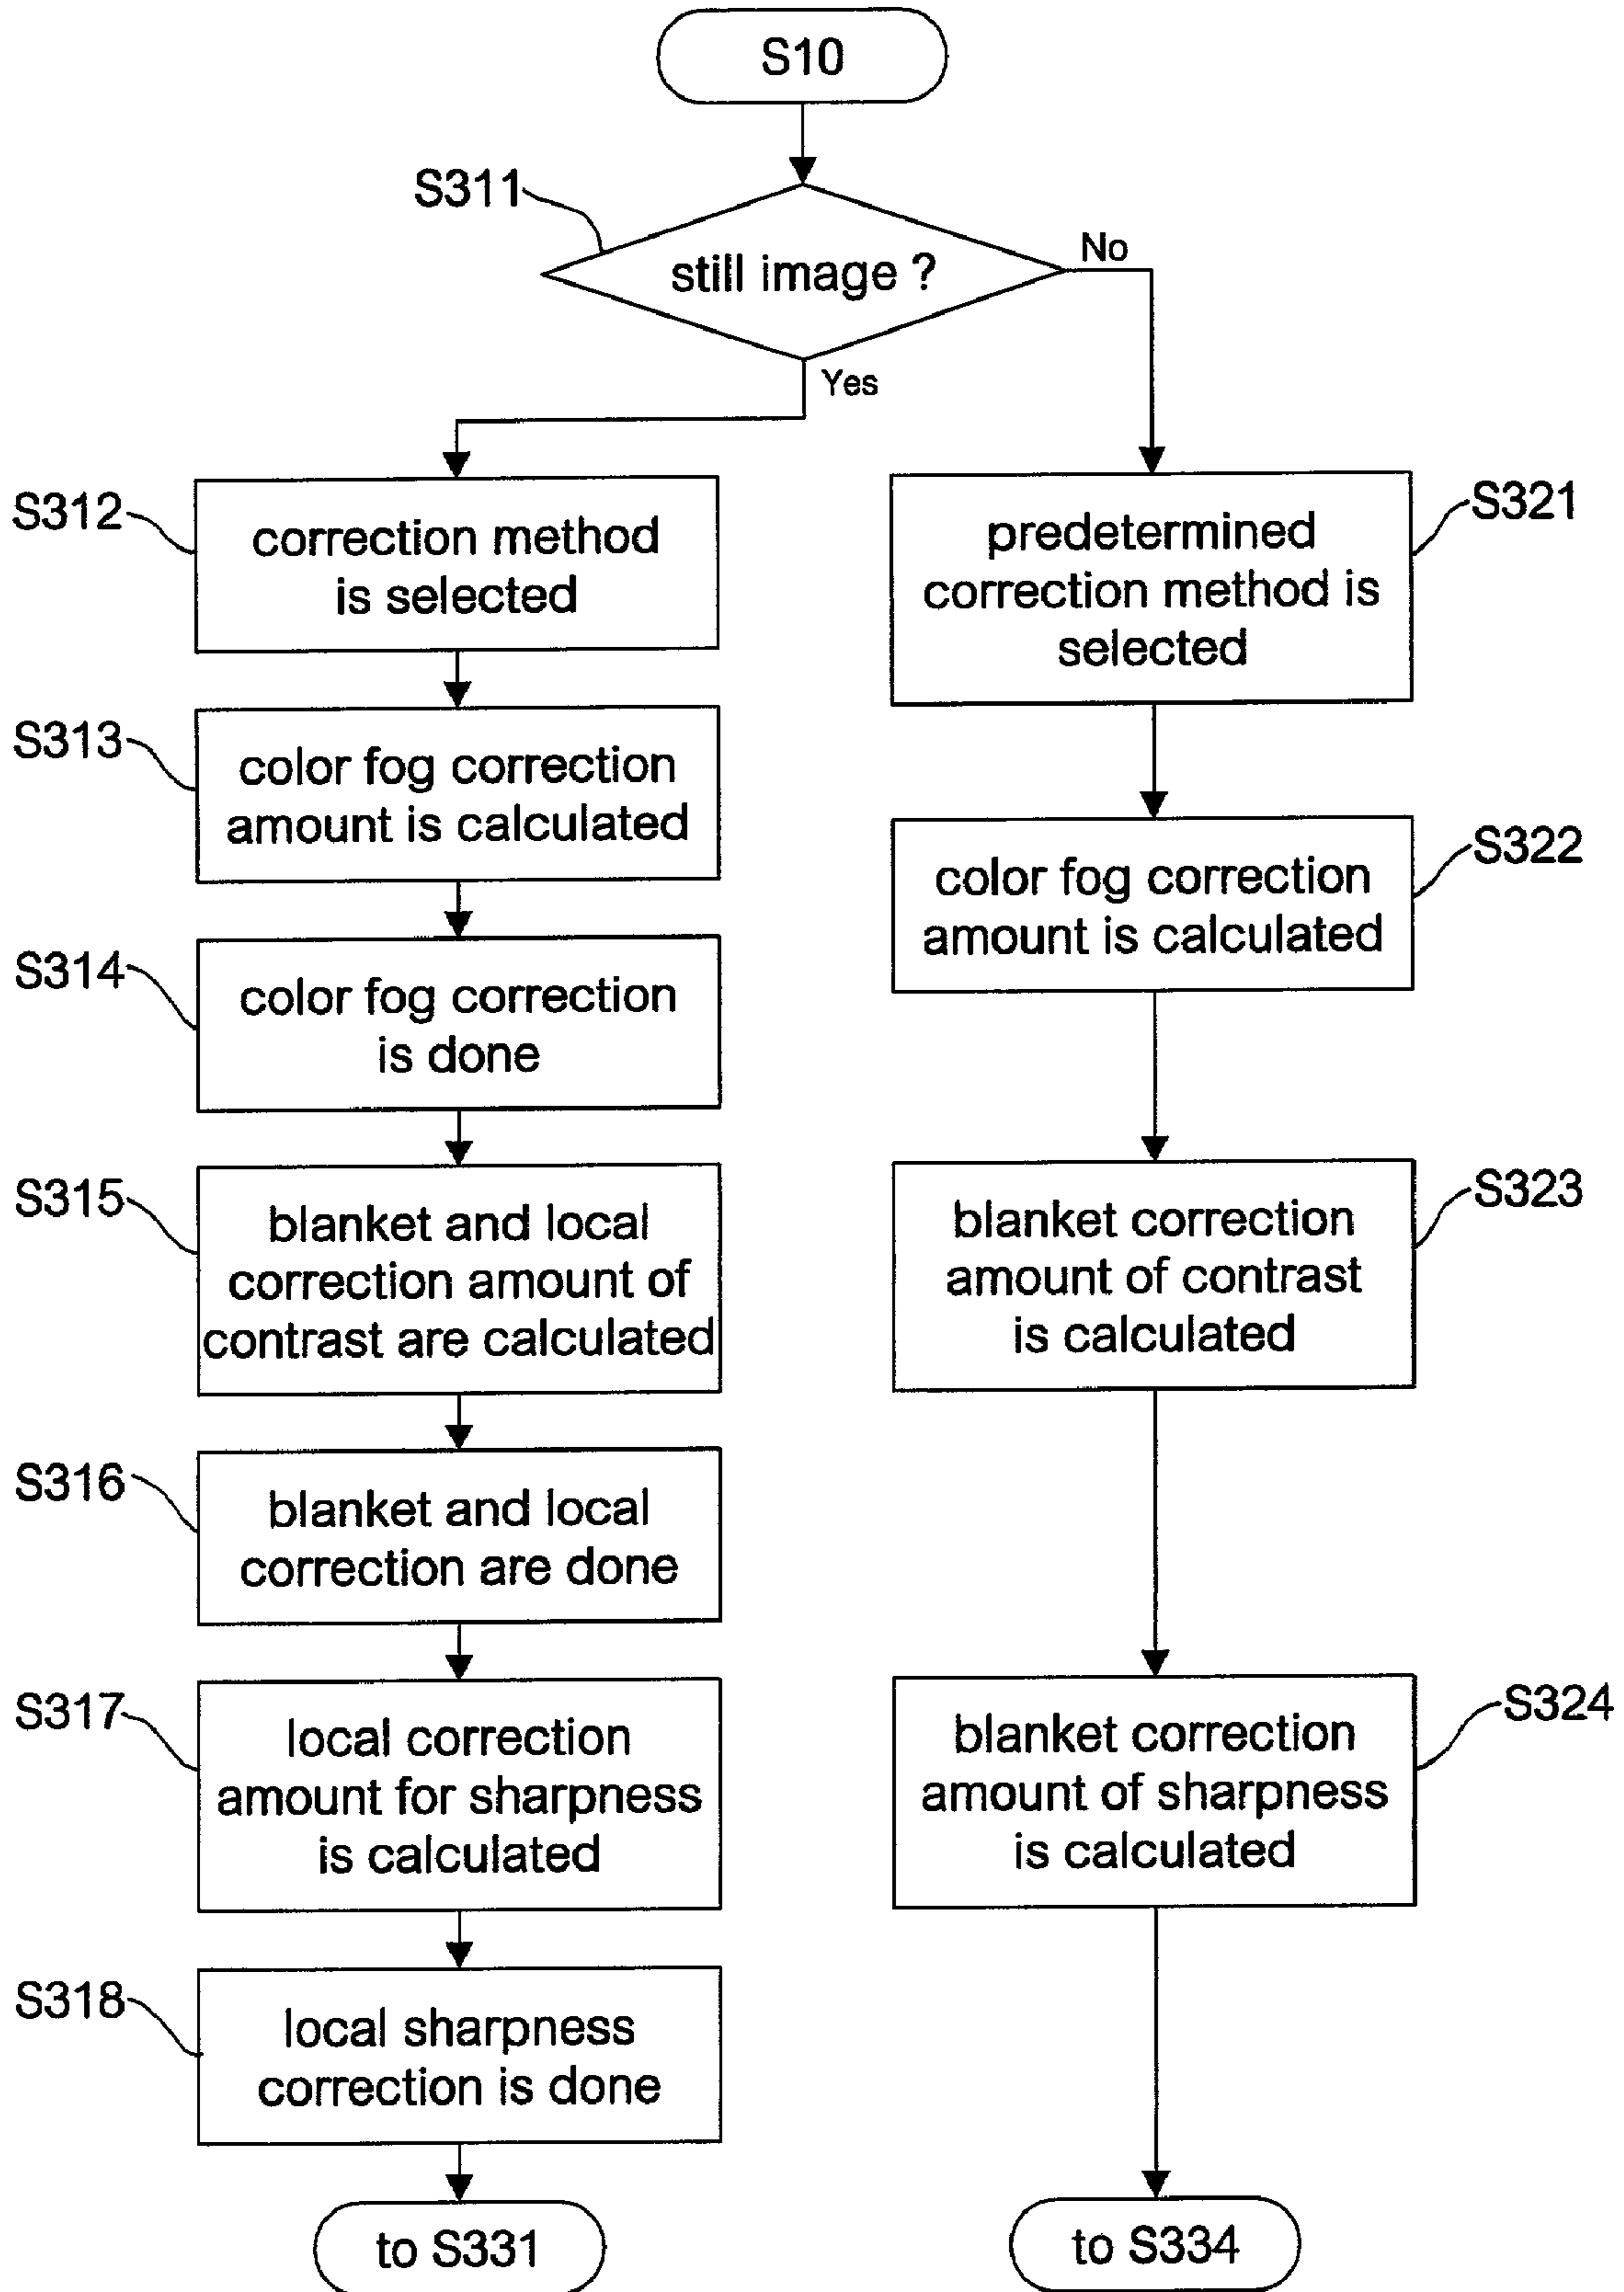 S10
S311
still image ?
No
Yes
S312
correction method
is selected
S313
color fog correction
amount is calculated
S314
color fog correction
is done
S315
blanket and local
correction amount of
contrast are calculated
S316
blanket and local
correction are done
S317
local correction
amount for sharpness
is calculated
S318
local sharpness
correction is done
to S331
S321
predetermined
correction method is
selected
S322
color fog correction
amount is calculated
S323
blanket correction
amount of contrast
is calculated
S324
blanket correction
amount of sharpness
is calculated
to S334